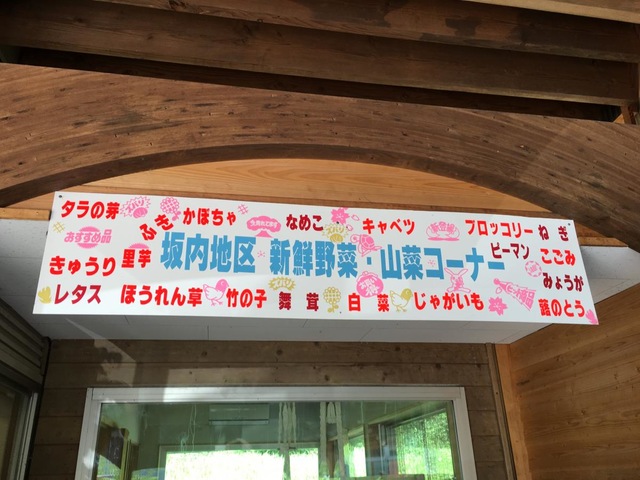 タラの芽
ふき
かぼちゃ
なめこ
キャベツ
ブロッコリー
ねぎ
おすすめ品
きゅうり
里芋
坂内地区 新鮮野菜・山菜コーナー
ピーマン
こごみ
みょうが
レタス
ほうれん草
竹の子
舞茸
白菜
じゃがいも
蕗のとう